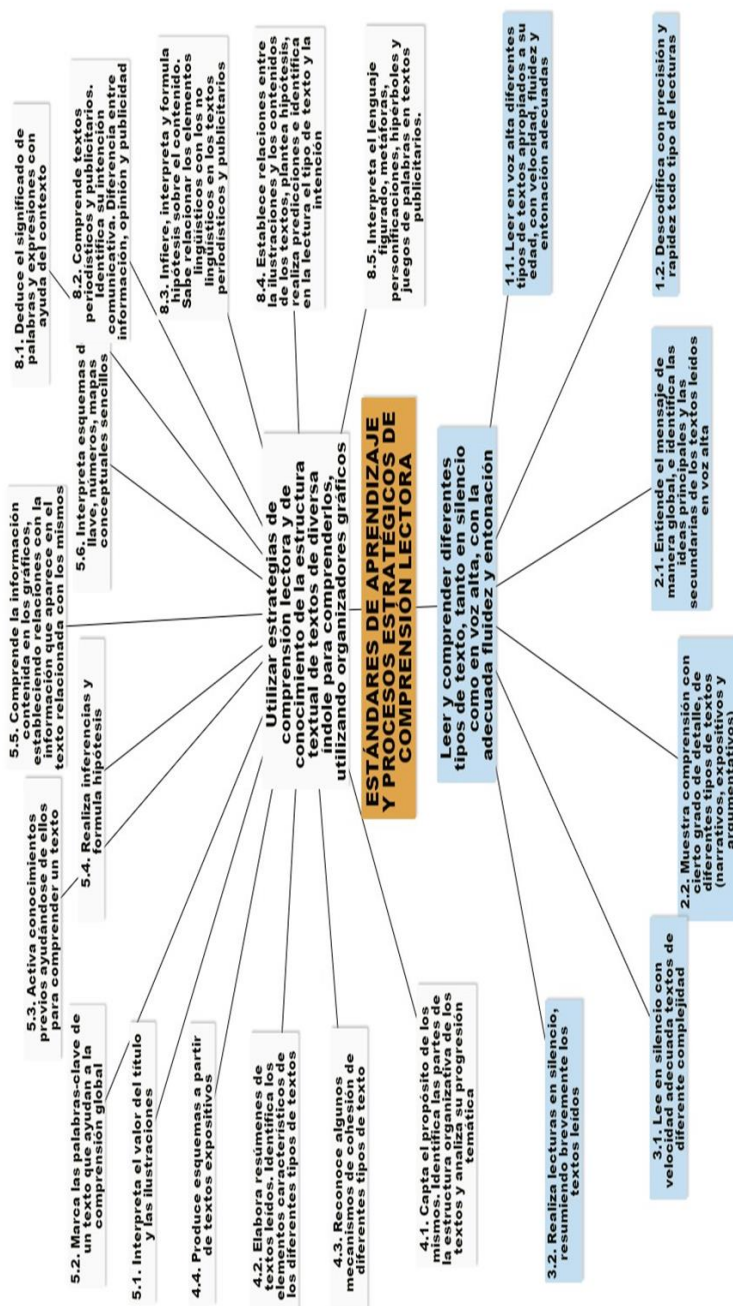 5.5. Comprende la información
contenida en los gráficos,
estableciendo relaciones con la
información que aparece en el
texto relacionada con los mismos
8.1. Deduce el significado de
palabras y expresiones con
ayuda del contexto
5.3. Activa conocimientos
previos ayudándose de ellos
para comprender un texto
5.2. Marca las palabras-clave de
un texto que ayudan a la
comprensión global
5.4. Realiza inferencias y
formula hipótesis
5.6. Interpreta esquemas d
llave, números, mapas
conceptuales sencillos
8.2. Comprende textos
periodísticos y publicitarios.
Identifica su intención
comunicativa. Diferencia entre
información, opinión y publicidad
5.1. Interpreta el valor del título
y las ilustraciones
8.3. Infiere, interpreta y formula
hipótesis sobre el contenido.
Sabe relacionar los elementos
lingüísticos con los no
lingüísticos en los textos
periodísticos y publicitarios
4.4. Produce esquemas a partir
de textos expositivos
4.2. Elabora resúmenes de
textos leídos. Identifica los
elementos característicos de
los diferentes tipos de textos
Utilizar estrategias de
comprensión lectora y de
conocimiento de la estructura
textual de textos de diversa
índole para comprenderlos,
utilizando organizadores gráficos
8.4. Establece relaciones entre
la ilustraciones y los contenidos
de los textos, plantea hipótesis,
realiza predicciones e identifica
en la lectura el tipo de texto y la
intención
4.3. Reconoce algunos
mecanismos de cohesión de
diferentes tipos de texto
8.5. Interpreta el lenguaje
figurado, metáforas,
personificaciones, hipérboles y
juegos de palabras en textos
publicitarios.
4.1. Capta el propósito de los
mismos. Identifica las partes de
la estructura organizativa de los
textos y analiza su progresión
temática
ESTÁNDARES DE APRENDIZAJE
Y PROCESOS ESTRATÉGICOS DE
COMPRENSIÓN LECTORA
Leer y comprender diferentes
tipos de texto, tanto en silencio
como en voz alta, con la
adecuada fluidez y entonación
1.1. Leer en voz alta diferentes
tipos de textos apropiados a su
edad, con velocidad, fluidez y
entonación adecuadas
3.2. Realiza lecturas en silencio,
resumiendo brevemente los
textos leídos
1.2. Descodifica con precisión y
rapidez todo tipo de lecturas
2.1. Entiende el mensaje de
manera global, e identifica las
ideas principales y las
secundarias de los textos leídos
en voz alta
3.1. Lee en silencio con
velocidad adecuada textos de
diferente complejidad
2.2. Muestra comprensión con
cierto grado de detalle, de
diferentes tipos de textos
(narrativos, expositivos y
argumentativos)